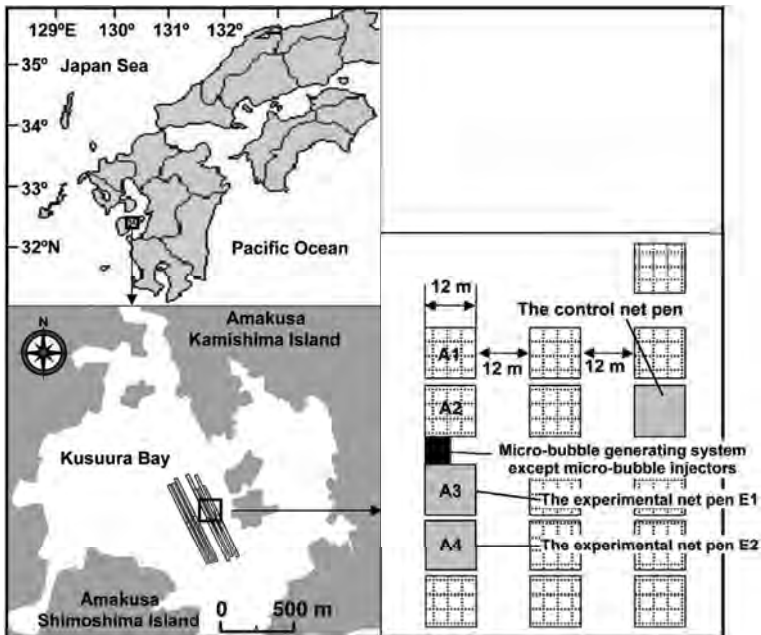 129ºE 130º 131º 132º
35º
Japan Sea
34º
33º
32ºN
Pacific Ocean
Amakusa
Kamishima Island
N
Kusuura Bay
Amakusa
Shimoshima Island
0 500 m
12 m
The control net pen
A1
12 m
12 m
A2
Micro-bubble generating system
except micro-bubble injectors
A3
The experimental net pen E1
A4
The experimental net pen E2